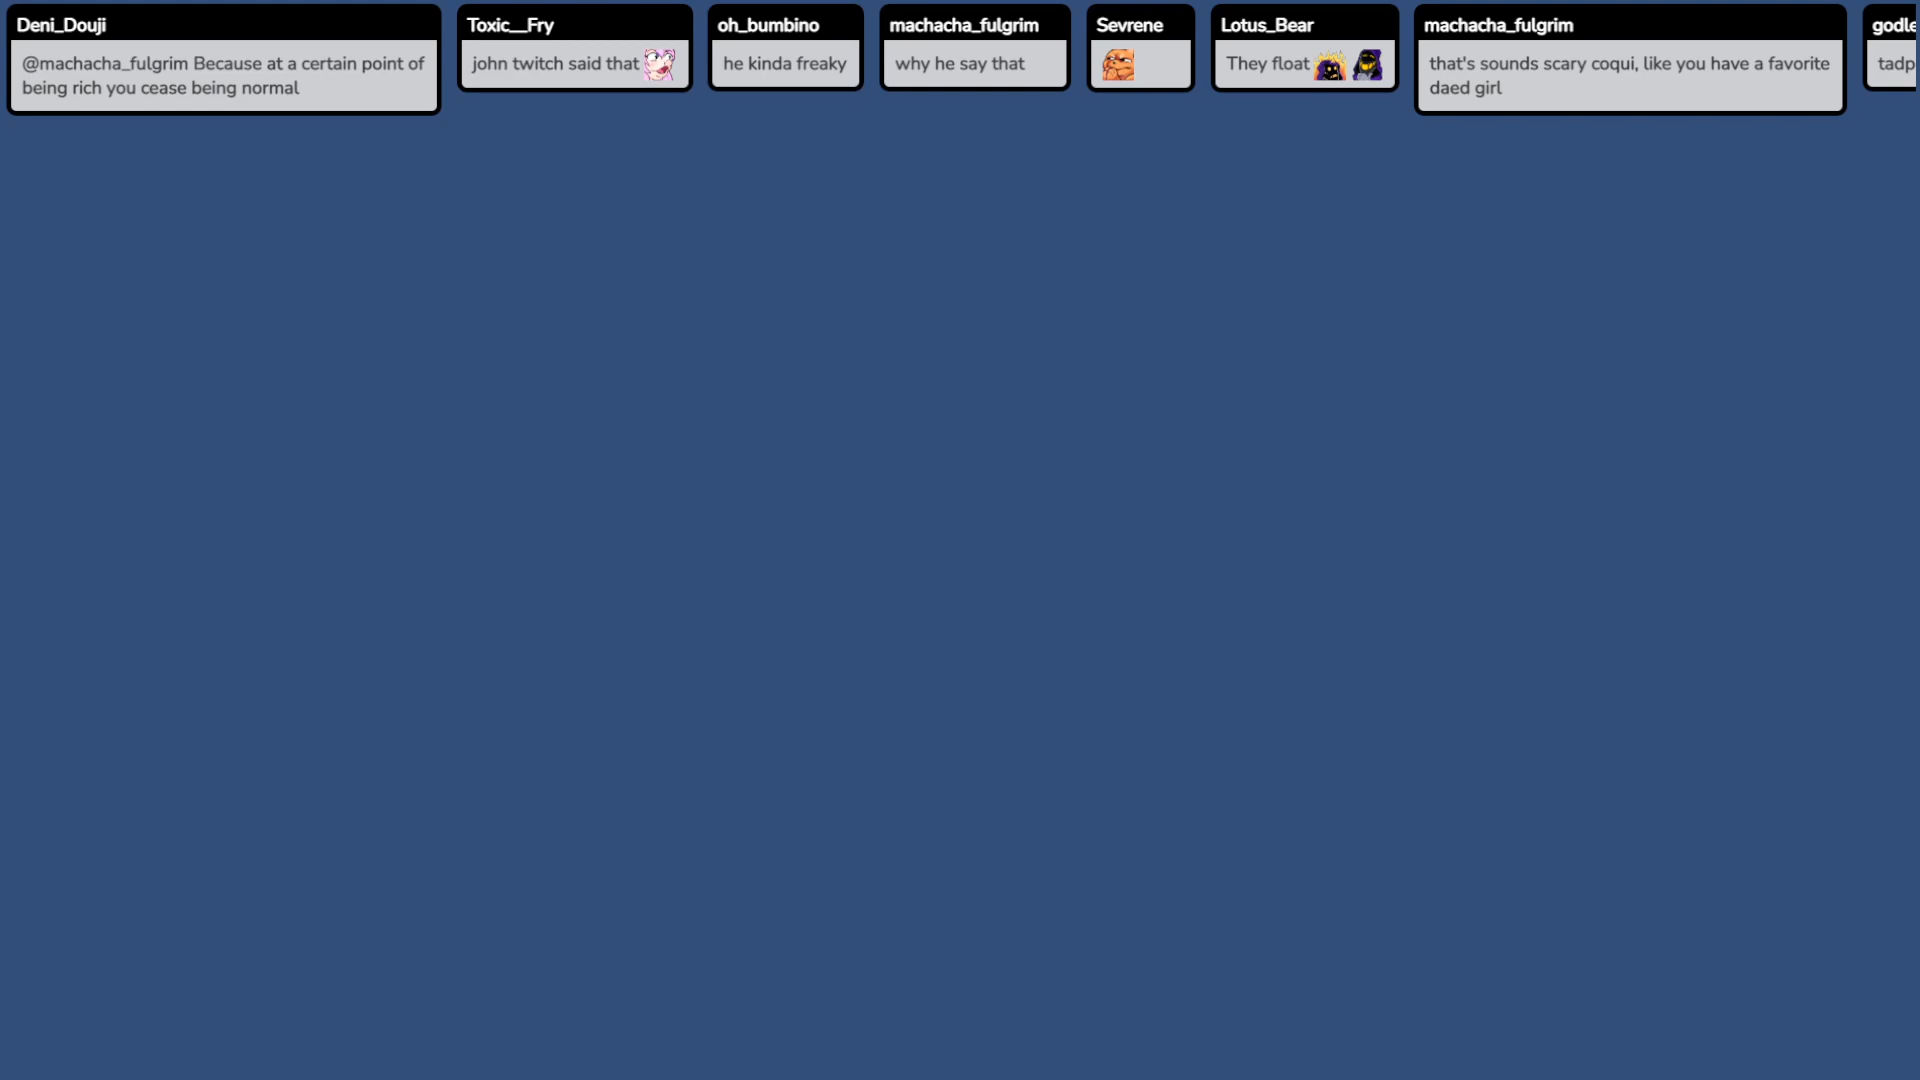 Deni_Douji
@machacha_fulgrim Because at a certain point of
being rich you cease being normal
Toxic__Fry
john twitch said that
oh_bumbino
he kinda freaky
machacha_fulgrim
why he say that
Sevrene
Lotus_Bear
They float
machacha_fulgrim
that's sounds scary coqui, like you have a favorite
daed girl
godle
tadp